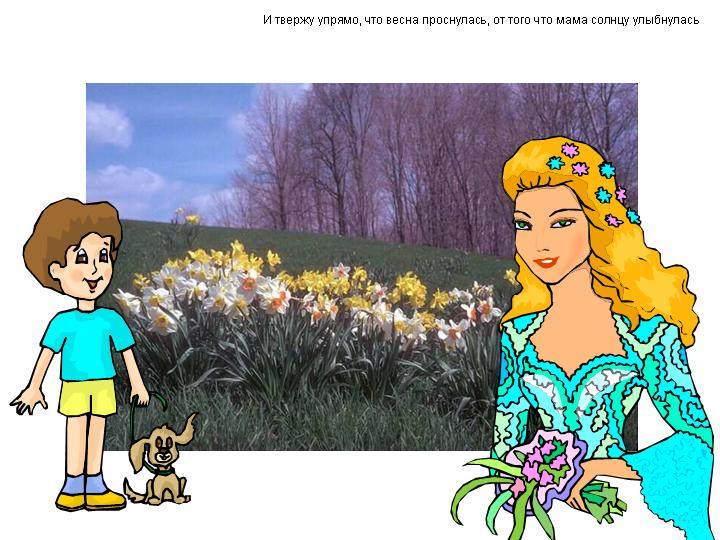 И твержу упрямо, что весна проснулась, от того что мама солнцу улыбнулась